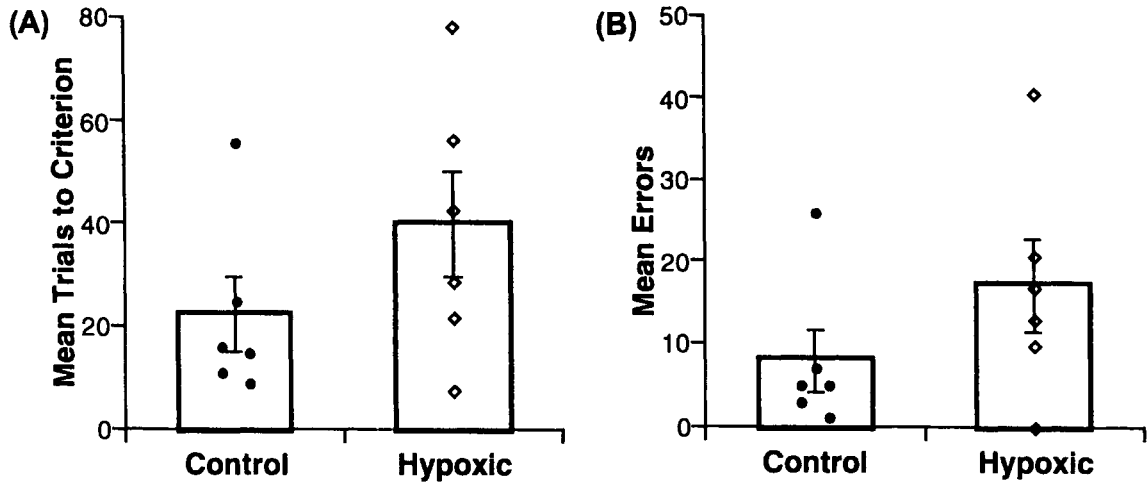 (A)
Mean Trials to Criterion
80
60
40
20
0
Control Hypoxic
(B)
Mean Errors
50
40
30
20
10
0
Control Hypoxic